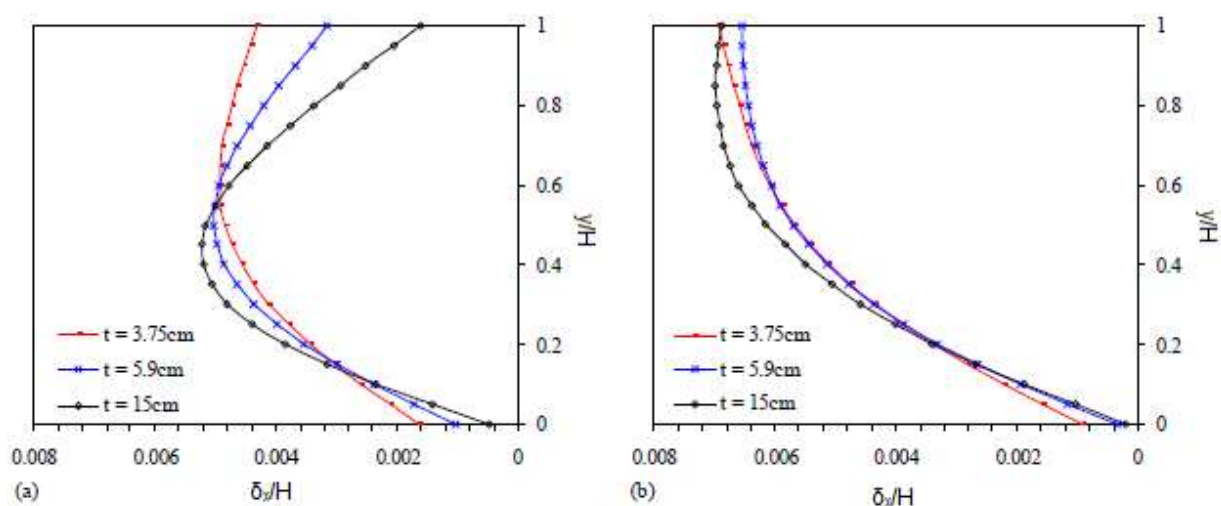 1
0.8
0.6
y/H
0.4
t = 3.75cm
t = 5.9cm
0.2
t = 15cm
0
0.008 0.006 0.004 0.002 0
(a) δx/H
1
0.8
0.6
y/H
0.4
t = 3.75cm
t = 5.9cm
0.2
t = 15cm
0
0.008 0.006 0.004 0.002 0
(b) δx/H